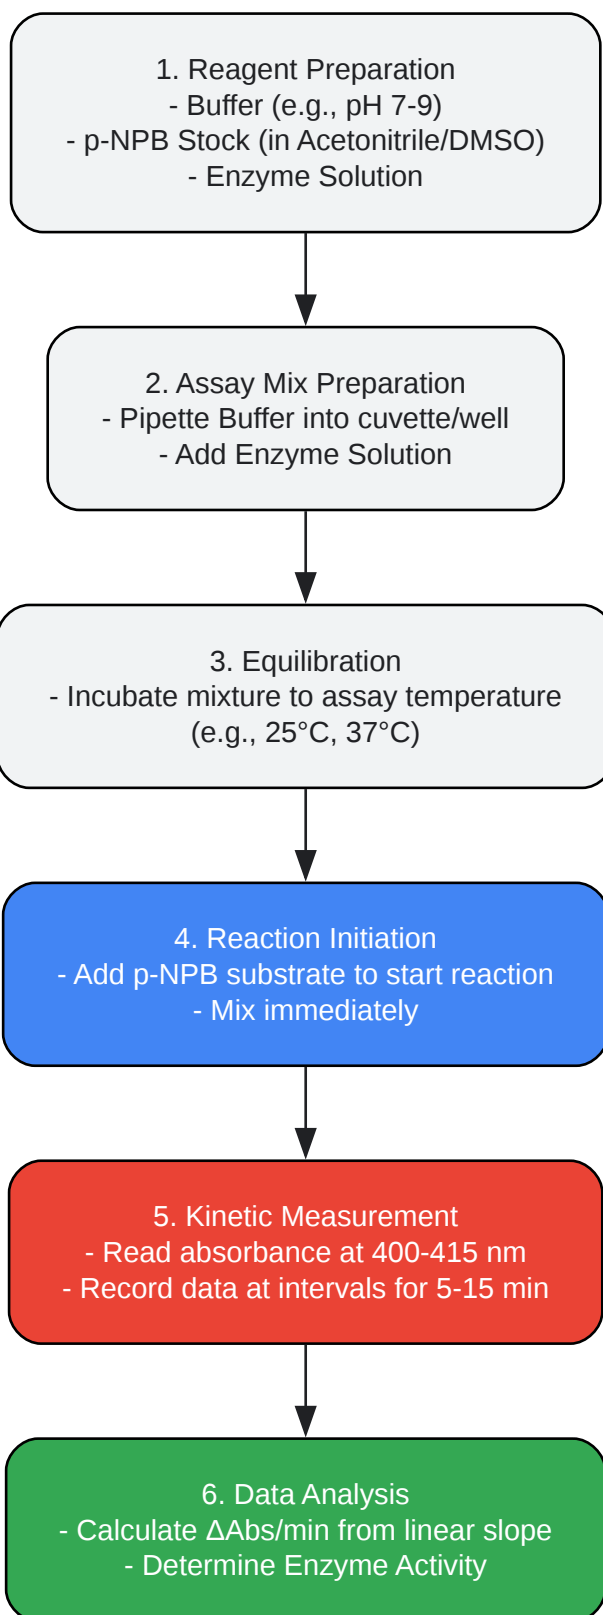 1. Reagent Preparation
- Buffer (e.g., pH 7-9)
- p-NPB Stock (in Acetonitrile/DMSO)
- Enzyme Solution
2. Assay Mix Preparation
- Pipette Buffer into cuvette/well
- Add Enzyme Solution
3. Equilibration
- Incubate mixture to assay temperature
(e.g., 25°C, 37°C)
4. Reaction Initiation
- Add p-NPB substrate to start reaction
- Mix immediately
5. Kinetic Measurement
- Read absorbance at 400-415 nm
- Record data at intervals for 5-15 min
6. Data Analysis
- Calculate ΔAbs/min from linear slope
- Determine Enzyme Activity